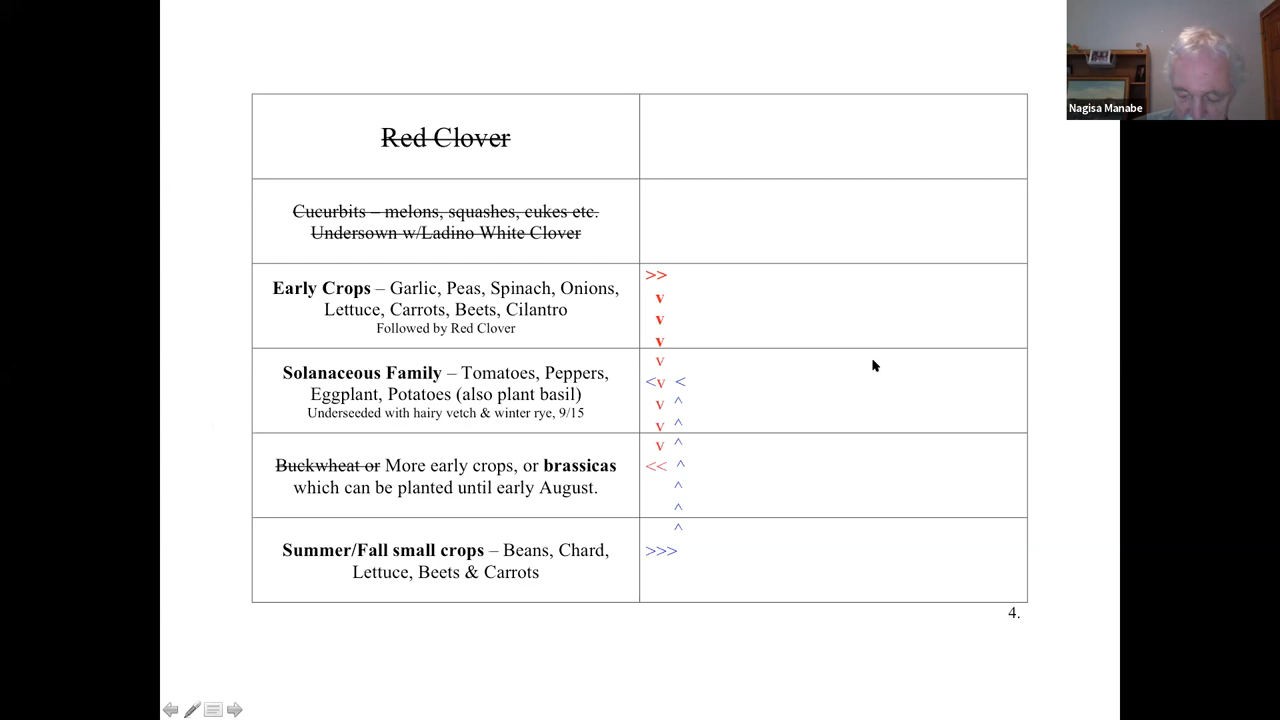 Nagisa Manabe
Red Clover
Cucurbits – melons, squashes, cukes etc.
Undersown w/Ladino White Clover
Early Crops – Garlic, Peas, Spinach, Onions,
Lettuce, Carrots, Beets, Cilantro
Followed by Red Clover
>>
v
v
v
Solanaceous Family – Tomatoes, Peppers,
Eggplant, Potatoes (also plant basil)
Underseeded with hairy vetch & winter rye, 9/15
v
<v <
v ^
v ^
Buckwheat or More early crops, or brassicas
which can be planted until early August.
v ^
<< ^
^
^
Summer/Fall small crops – Beans, Chard,
Lettuce, Beets & Carrots
^
>>>
4.